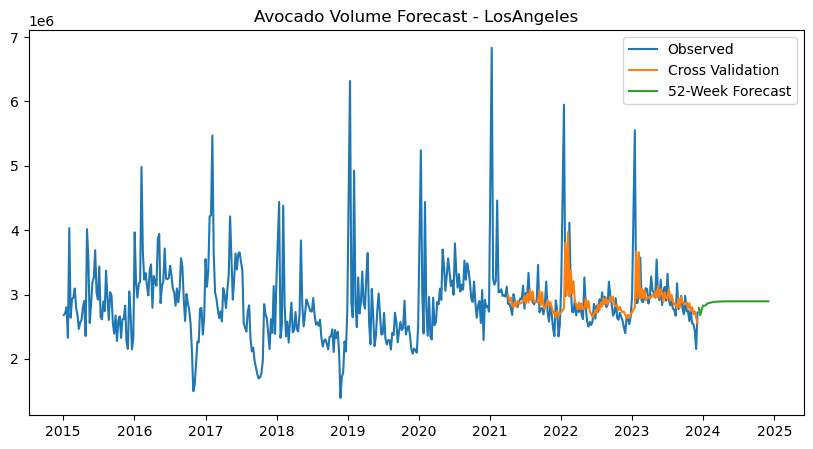 Avocado Volume Forecast - LosAngeles
1e6
7
6
5
4
3
2
Observed
Cross Validation
52-Week Forecast
2015 2016 2017 2018 2019 2020 2021 2022 2023 2024 2025